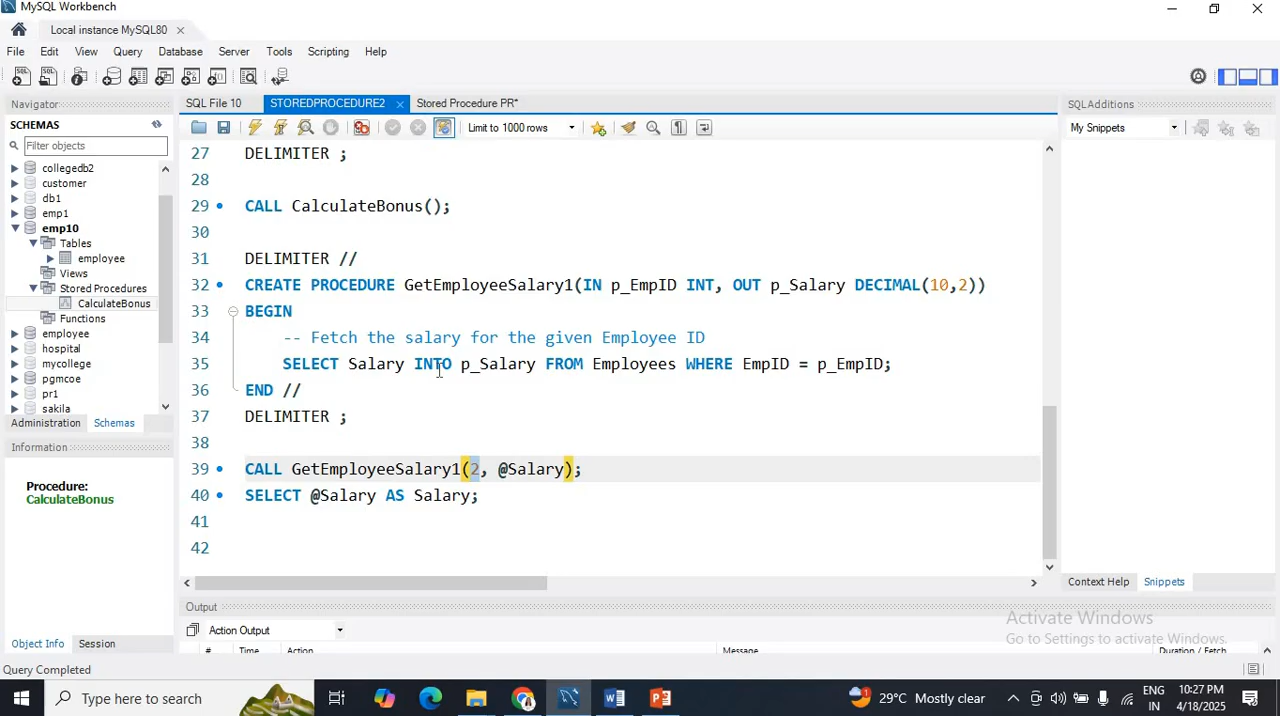 MySQL Workbench
Local instance MySQL80
File Edit View Query Database Server Tools Scripting Help
Navigator
SCHEMAS
Filter objects
collegedb2
customer
db1
emp1
emp10
Tables
employee
Views
Stored Procedures
CalculateBonus
Functions
employee
hospital
mycollege
pgmcoe
pr1
sakila
Administration Schemas
Information
Procedure:
CalculateBonus
Object Info Session
Query Completed
SQL File 10 STOREDPROCEDURE2 Stored Procedure PR*
Limit to 1000 rows
27 DELIMITER ;
28
29 CALL CalculateBonus();
30
31 DELIMITER //
32 CREATE PROCEDURE GetEmployeeSalary1(IN p_EmpID INT, OUT p_Salary DECIMAL(10,2))
33 BEGIN
34 -- Fetch the salary for the given Employee ID
35 SELECT Salary INTO p_Salary FROM Employees WHERE EmpID = p_EmpID;
36 END //
37 DELIMITER ;
38
39 CALL GetEmployeeSalary1(2, @Salary);
40 SELECT @Salary AS Salary;
41
42
Output
Action Output
# Time Action Message Duration / Fetch
SQLAdditions
My Snippets
Context Help Snippets
Activate Windows
Go to Settings to activate Windows.
Type here to search
29°C Mostly clear
ENG
IN
10:27 PM
4/18/2025